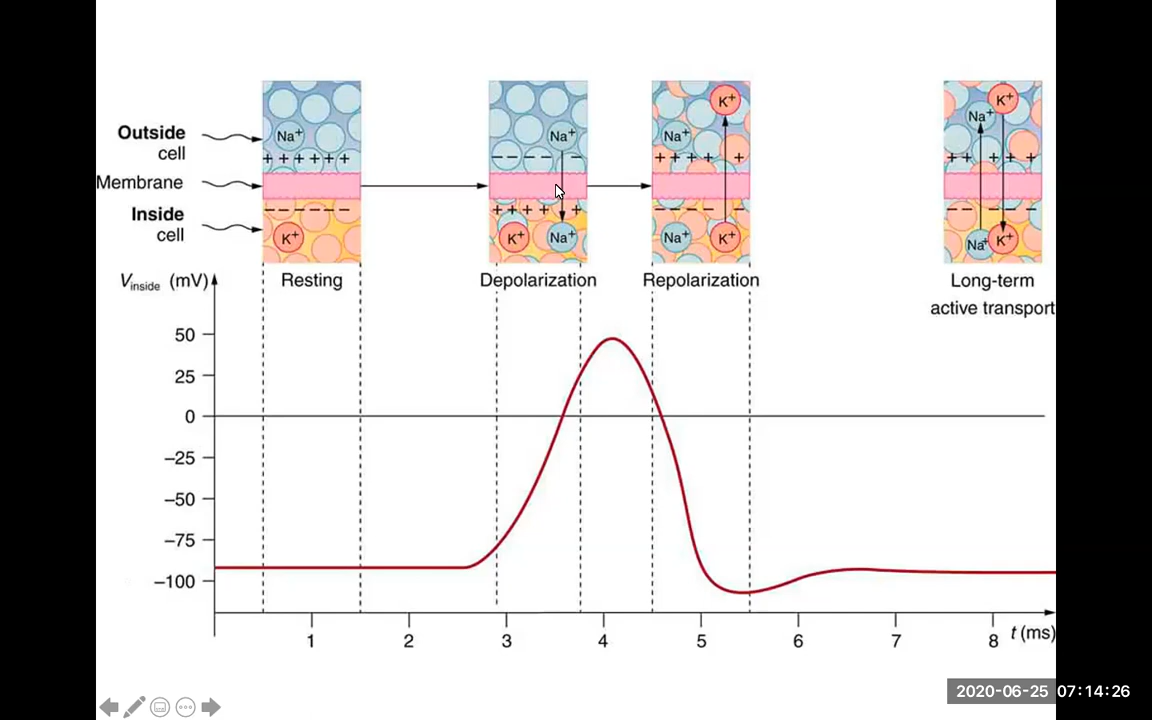 Outside
cell
Membrane
Inside
cell
Na⁺
+ + + + + +
– – – – – –
K⁺
Na⁺
– – – – –
+ + + + +
K⁺
Na⁺
K⁺
Na⁺
+ + + + +
– – – – –
Na⁺
K⁺
K⁺
Na⁺
+ + + +
– – – –
Na⁺
K⁺
Resting
Depolarization
Repolarization
Long-term
active transport
Vinside (mV)
50
25
0
–25
–50
–75
–100
1 2 3 4 5 6 7 8 t (ms)
2020-06-25 07:14:26